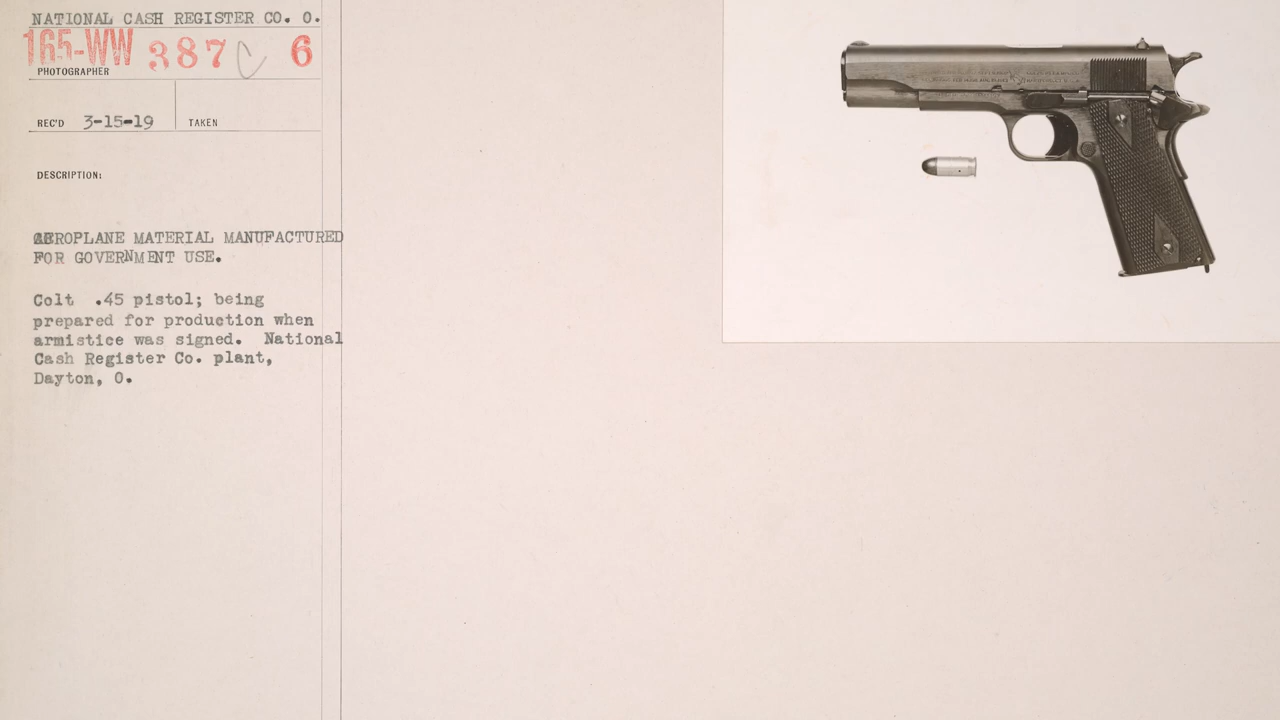 NATIONAL CASH REGISTER CO. O.
165-WW 387C 6
PHOTOGRAPHER
REC'D 3-15-19 TAKEN
DESCRIPTION:
AEROPLANE MATERIAL MANUFACTURED
FOR GOVERNMENT USE.
Colt .45 pistol; being
prepared for production when
armistice was signed. National
Cash Register Co. plant,
Dayton, O.